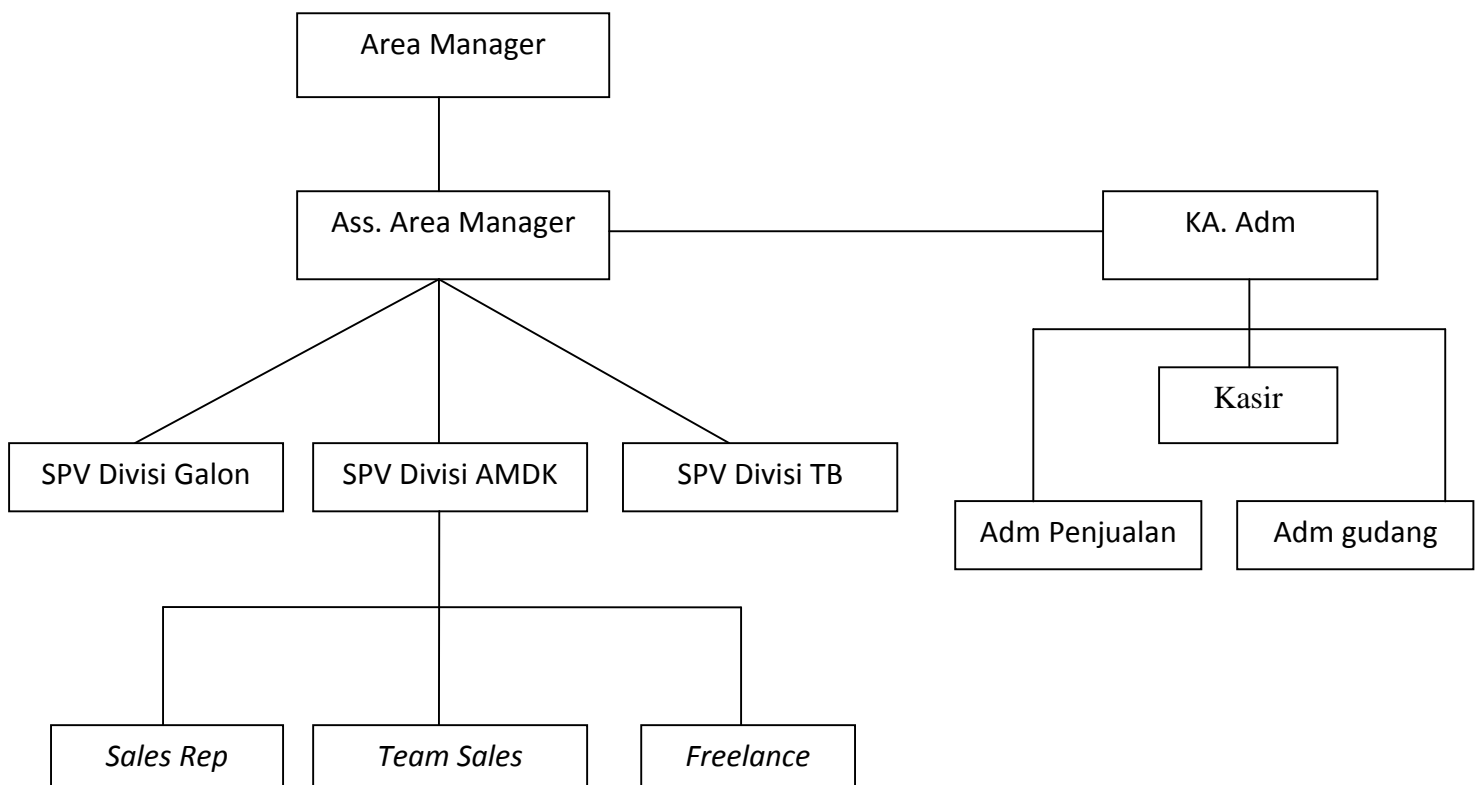 Area Manager
Ass. Area Manager
KA. Adm
Kasir
SPV Divisi Galon
SPV Divisi AMDK
SPV Divisi TB
Adm Penjualan
Adm gudang
Sales Rep
Team Sales
Freelance